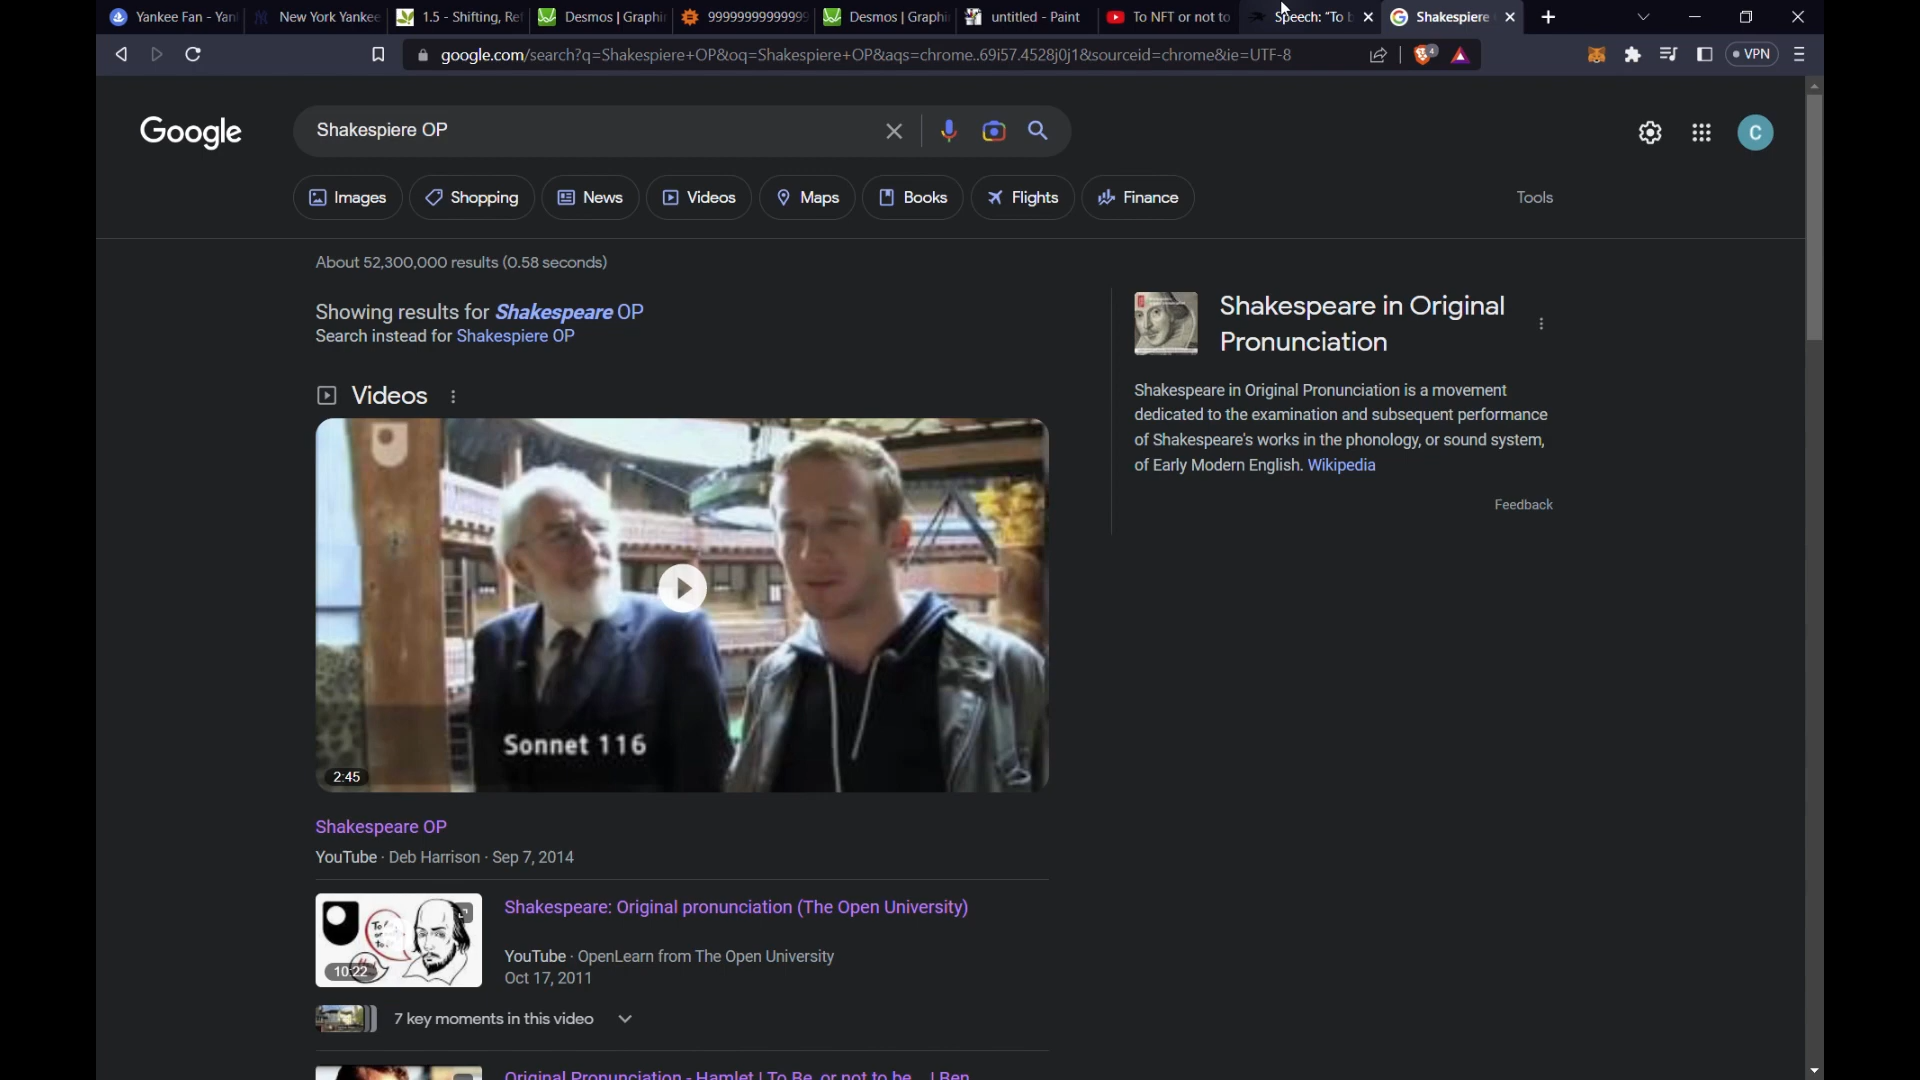 Yankee Fan - Yan
New York Yankee
1.5 - Shifting, Re
Desmos | Graphi
9999999999999
Desmos | Graphi
untitled - Paint
To NFT or not to
Speech: "To b
Shakespiere
google.com/search?q=Shakespiere+OP&oq=Shakespiere+OP&aqs=chrome..69i57.4528j0j1&sourceid=chrome&ie=UTF-8
4
VPN
Google
Shakespiere OP
C
Images
Shopping
News
Videos
Maps
Books
Flights
Finance
Tools
About 52,300,000 results (0.58 seconds)
Showing results for Shakespeare OP
Search instead for Shakespiere OP
Videos
Sonnet 116
2:45
Shakespeare OP
YouTube · Deb Harrison · Sep 7, 2014
10:22
Shakespeare: Original pronunciation (The Open University)
YouTube · OpenLearn from The Open University
Oct 17, 2011
7 key moments in this video
Original Pronunciation - Hamlet | To Be, or not to be... | Ben
Shakespeare in Original
Pronunciation
Shakespeare in Original Pronunciation is a movement
dedicated to the examination and subsequent performance
of Shakespeare's works in the phonology, or sound system,
of Early Modern English. Wikipedia
Feedback